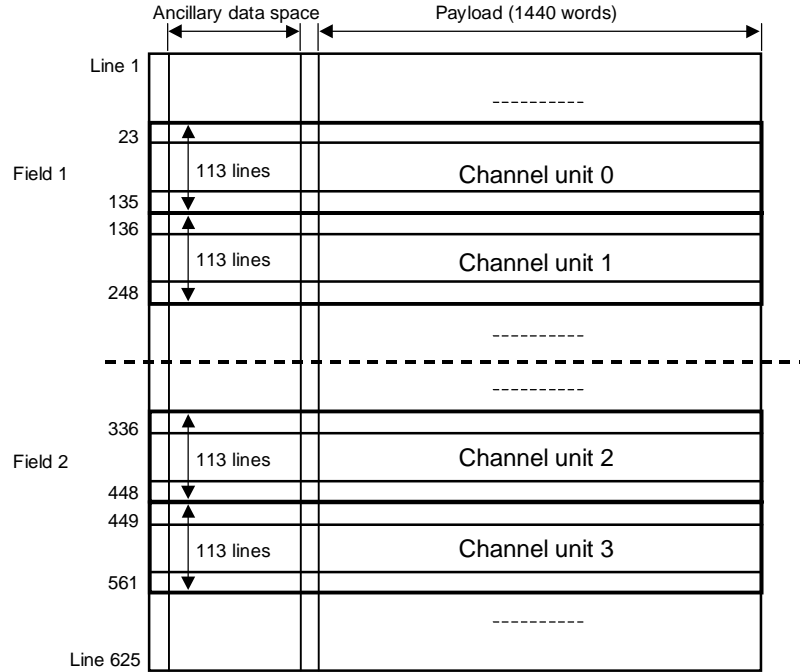 Ancillary data space
Payload (1440 words)
Line 1
23
Field 1
113 lines
Channel unit 0
135
136
113 lines
Channel unit 1
248
336
Field 2
113 lines
Channel unit 2
448
449
113 lines
Channel unit 3
561
Line 625